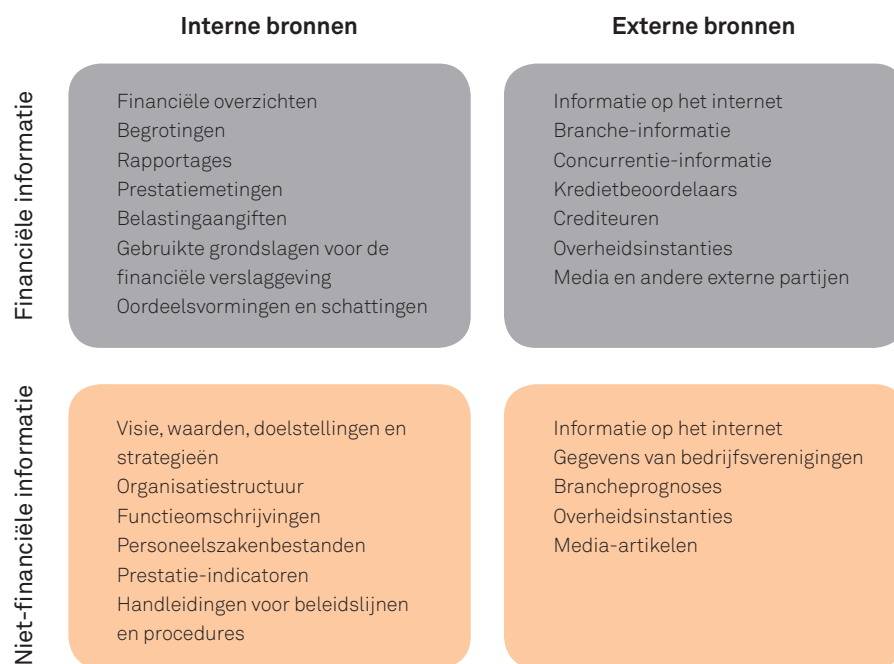 Interne bronnen
Externe bronnen
Financiële informatie
Financiële overzichten
Begrotingen
Rapportages
Prestatiemetingen
Belastingaangiften
Gebruikte grondslagen voor de
financiële verslaggeving
Oordeelsvormingen en schattingen
Informatie op het internet
Branche-informatie
Concurrentie-informatie
Kredietbeoordelaars
Crediteuren
Overheidsinstanties
Media en andere externe partijen
Niet-financiële informatie
Visie, waarden, doelstellingen en
strategieën
Organisatiestructuur
Functieomschrijvingen
Personeelszakenbestanden
Prestatie-indicatoren
Handleidingen voor beleidslijnen
en procedures
Informatie op het internet
Gegevens van bedrijfsverenigingen
Brancheprognoses
Overheidsinstanties
Media-artikelen